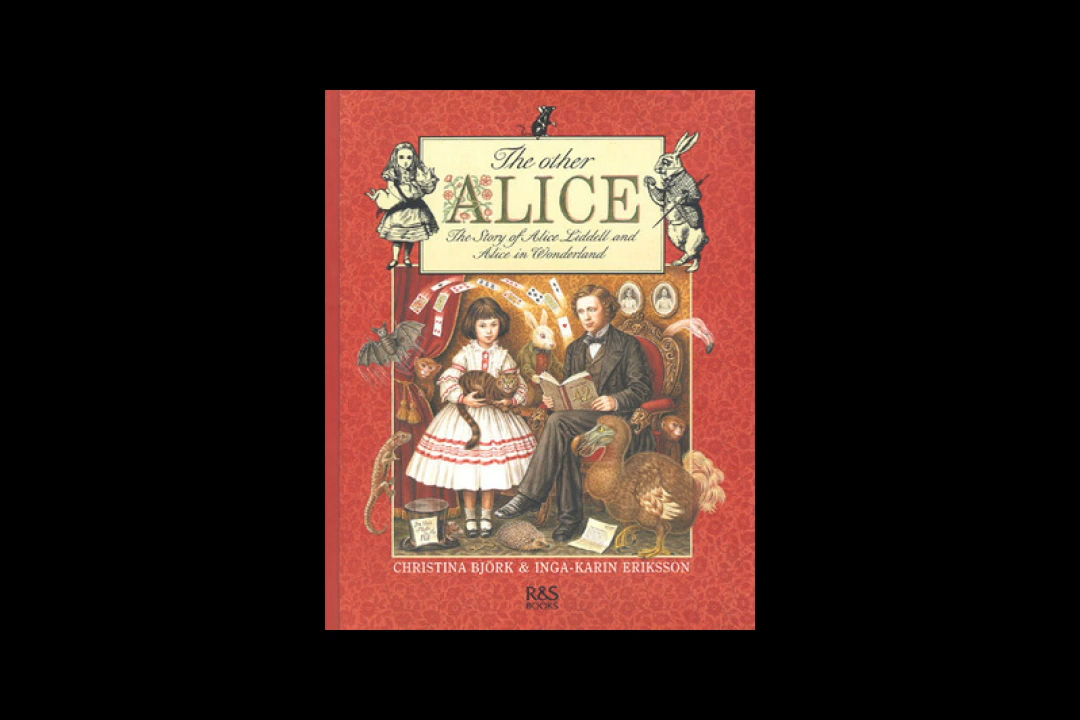 The other
ALICE
The Story of Alice Liddell and
Alice in Wonderland
CHRISTINA BJÖRK & INGA-KARIN ERIKSSON
R&S
BOOKS